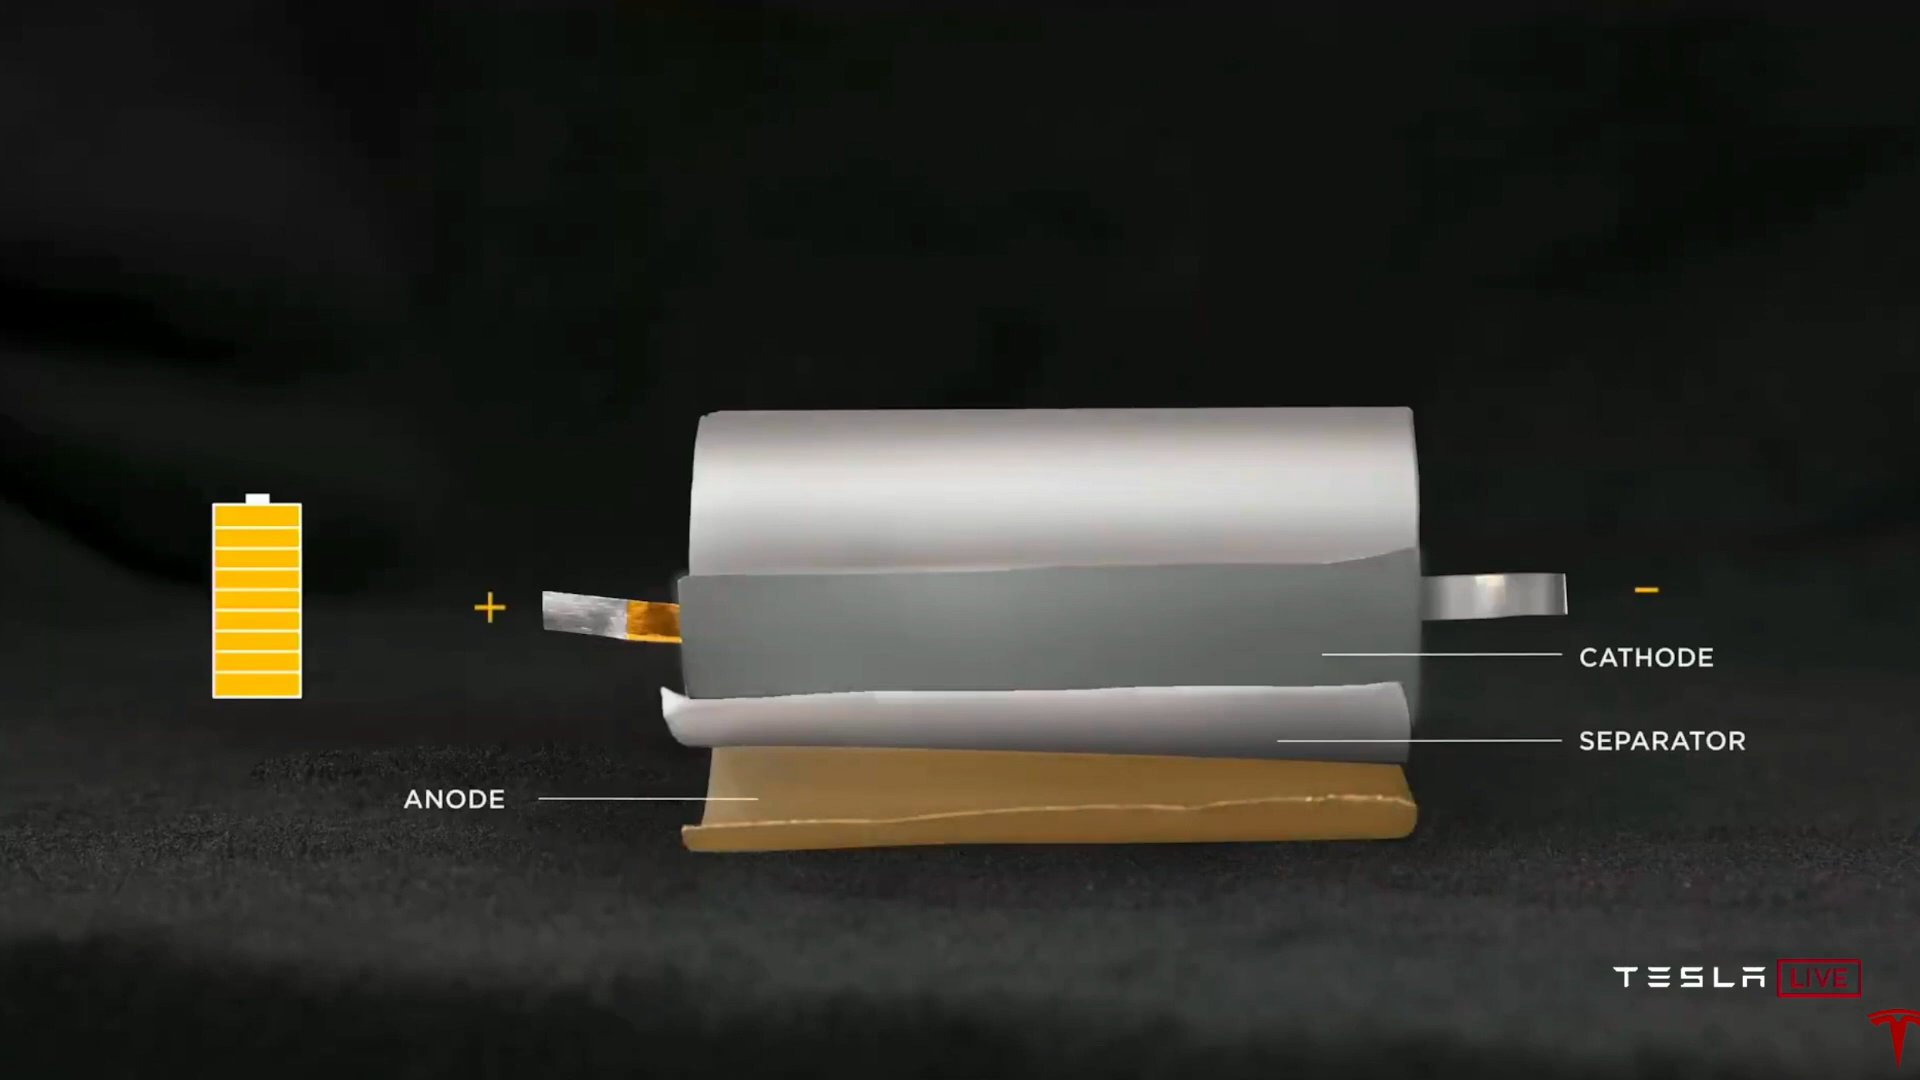 +
-
CATHODE
SEPARATOR
ANODE
TESLA LIVE